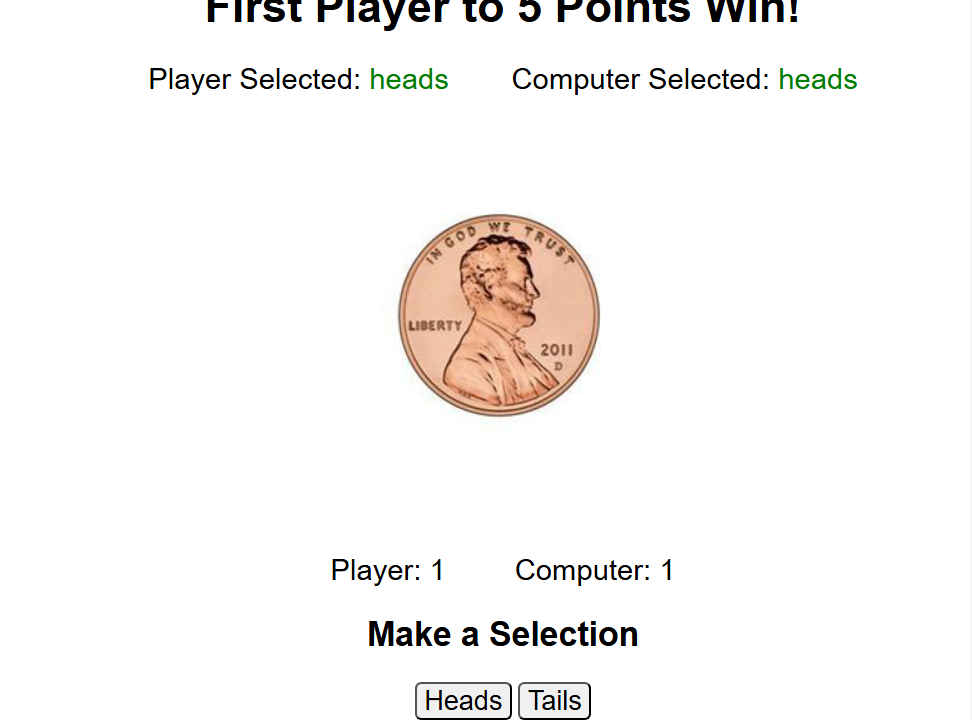 First Player to 5 Points Win!
Player Selected: heads Computer Selected: heads
IN GOD WE TRUST
LIBERTY
2011
D
Player: 1 Computer: 1
Make a Selection
Heads Tails